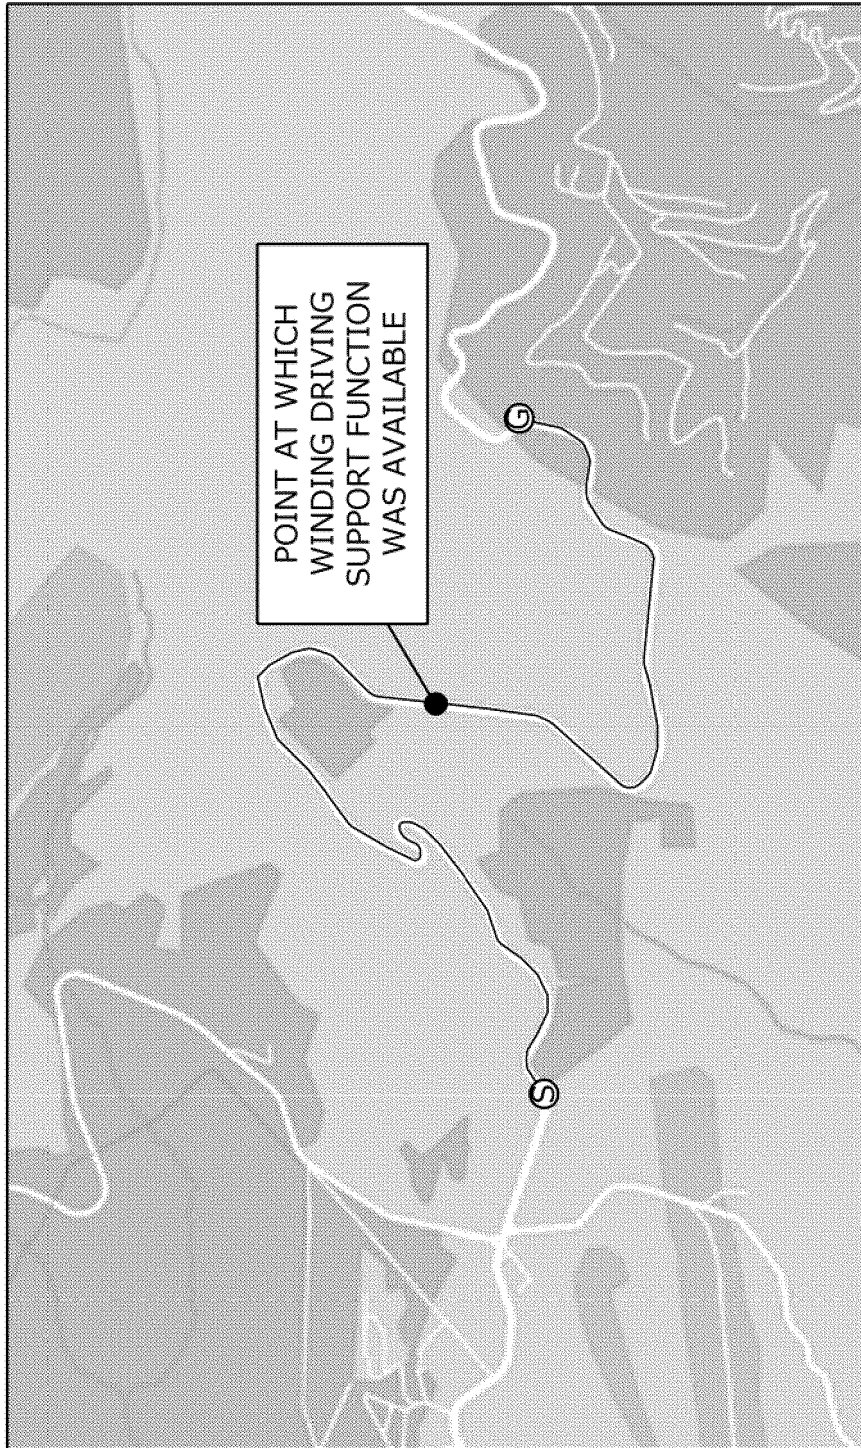 POINT AT WHICH
WINDING DRIVING
SUPPORT FUNCTION
WAS AVAILABLE
G
S